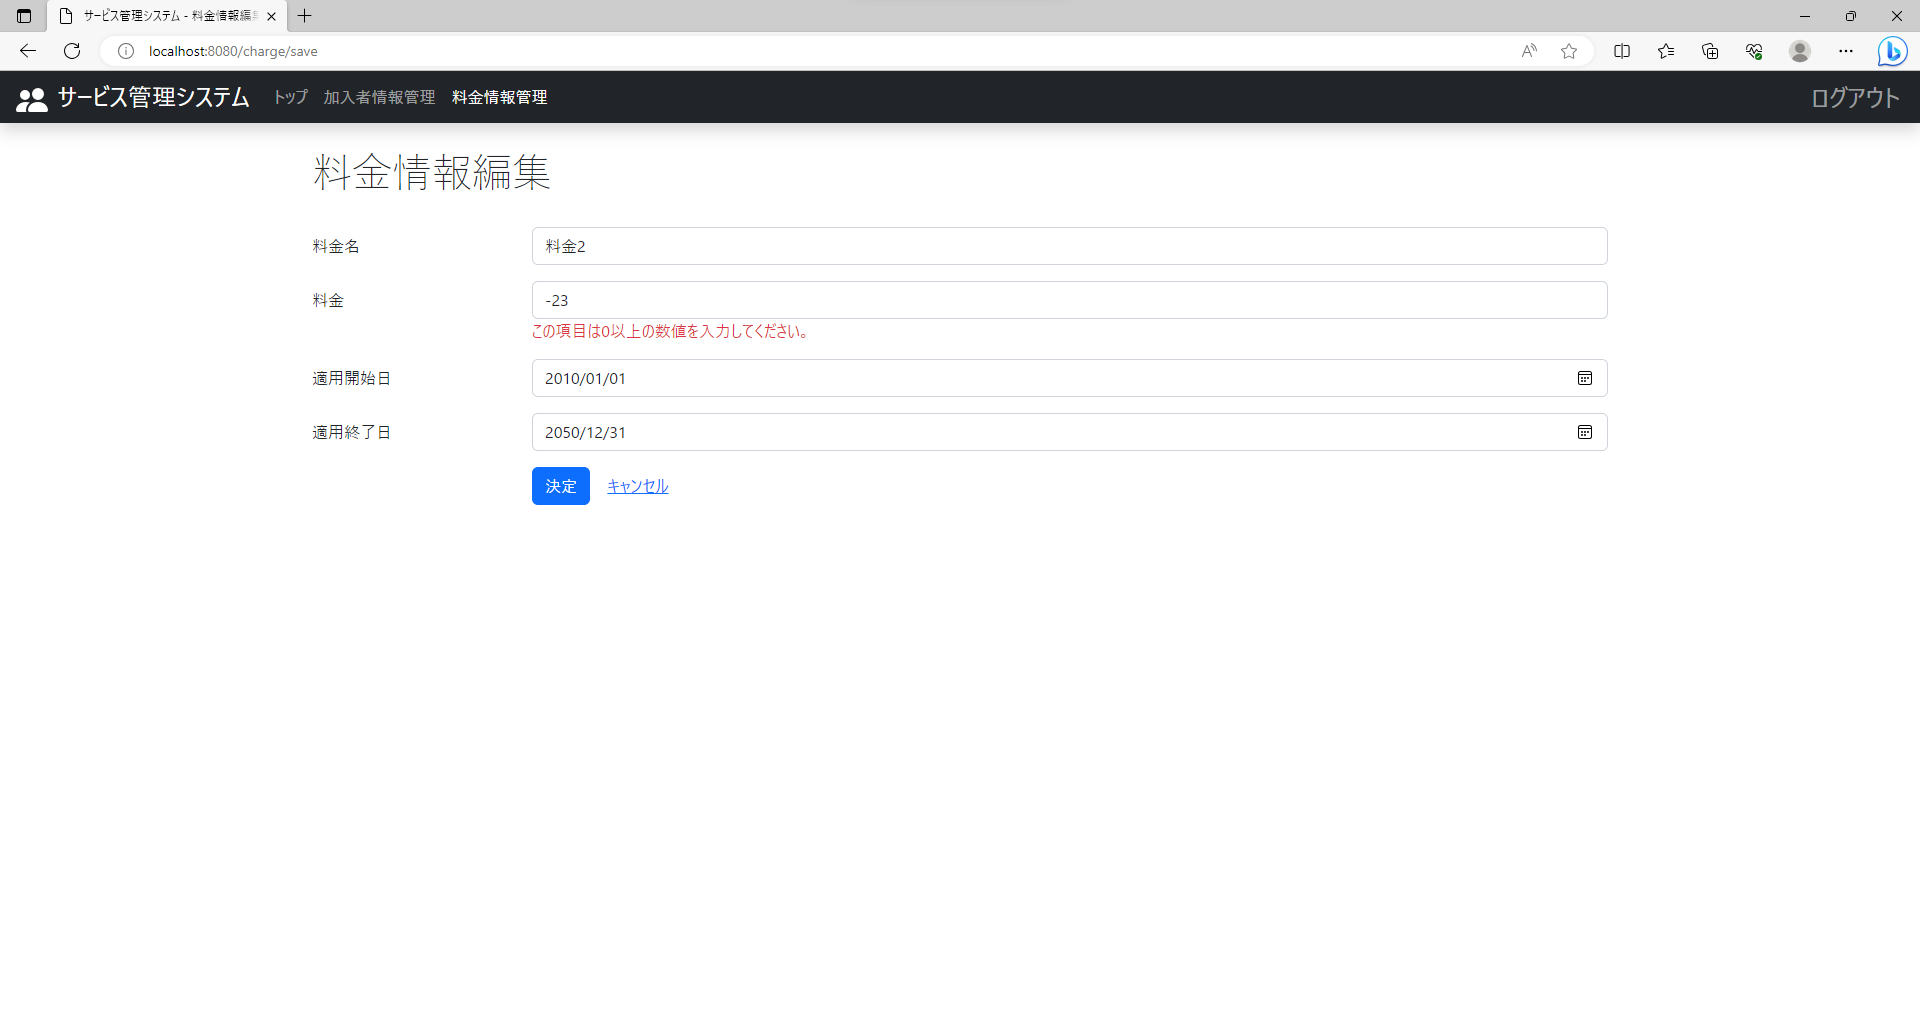 サービス管理システム - 料金情報編集
localhost:8080/charge/save
サービス管理システム トップ 加入者情報管理 料金情報管理 ログアウト
料金情報編集
料金名 料金2
料金 -23
この項目は0以上の数値を入力してください。
適用開始日 2010/01/01
適用終了日 2050/12/31
決定 キャンセル